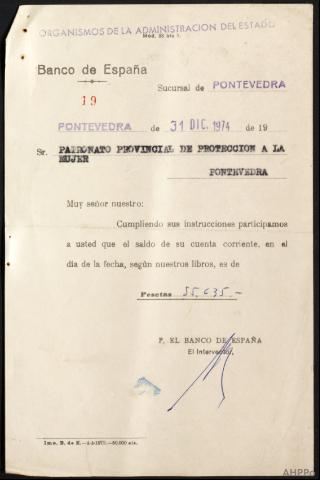 ORGANISMOS DE LA ADMINISTRACION DEL ESTADO
Banco de España
19
Sucursal de PONTEVEDRA
PONTEVEDRA de 31 DIC. 1974 de 19
Sr. PATRONATO PROVINCIAL DE PROTECCION A LA
MUJER
PONTEVEDRA
Muy señor nuestro:
Cumpliendo sus instrucciones participamos
a usted que el saldo de su cuenta corriente, en el
día de la fecha, según nuestros libros, es de
Pesetas 55.035.-
P. EL BANCO DE ESPAÑA
El Interventor,
AHPPo